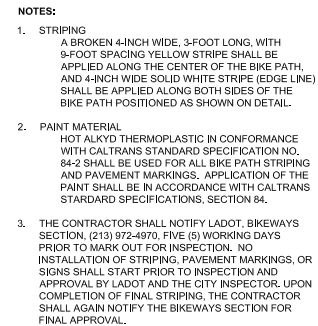 NOTES:
1. STRIPING
A BROKEN 4-INCH WIDE, 3-FOOT LONG, WITH
9-FOOT SPACING YELLOW STRIPE SHALL BE
APPLIED ALONG THE CENTER OF THE BIKE PATH,
AND 4-INCH WIDE SOLID WHITE STRIPE (EDGE LINE)
SHALL BE APPLIED ALONG BOTH SIDES OF THE
BIKE PATH POSITIONED AS SHOWN ON DETAIL.
2. PAINT MATERIAL
HOT ALKYD THERMOPLASTIC IN CONFORMANCE
WITH CALTRANS STANDARD SPECIFICATION NO.
84-2 SHALL BE USED FOR ALL BIKE PATH STRIPING
AND PAVEMENT MARKINGS. APPLICATION OF THE
PAINT SHALL BE IN ACCORDANCE WITH CALTRANS
STARDARD SPECIFICATIONS, SECTION 84.
3. THE CONTRACTOR SHALL NOTIFY LADOT, BIKEWAYS
SECTION, (213) 972-4970, FIVE (5) WORKING DAYS
PRIOR TO MARK OUT FOR INSPECTION. NO
INSTALLATION OF STRIPING, PAVEMENT MARKINGS, OR
SIGNS SHALL START PRIOR TO INSPECTION AND
APPROVAL BY LADOT AND THE CITY INSPECTOR. UPON
COMPLETION OF FINAL STRIPING, THE CONTRACTOR
SHALL AGAIN NOTIFY THE BIKEWAYS SECTION FOR
FINAL APPROVAL.